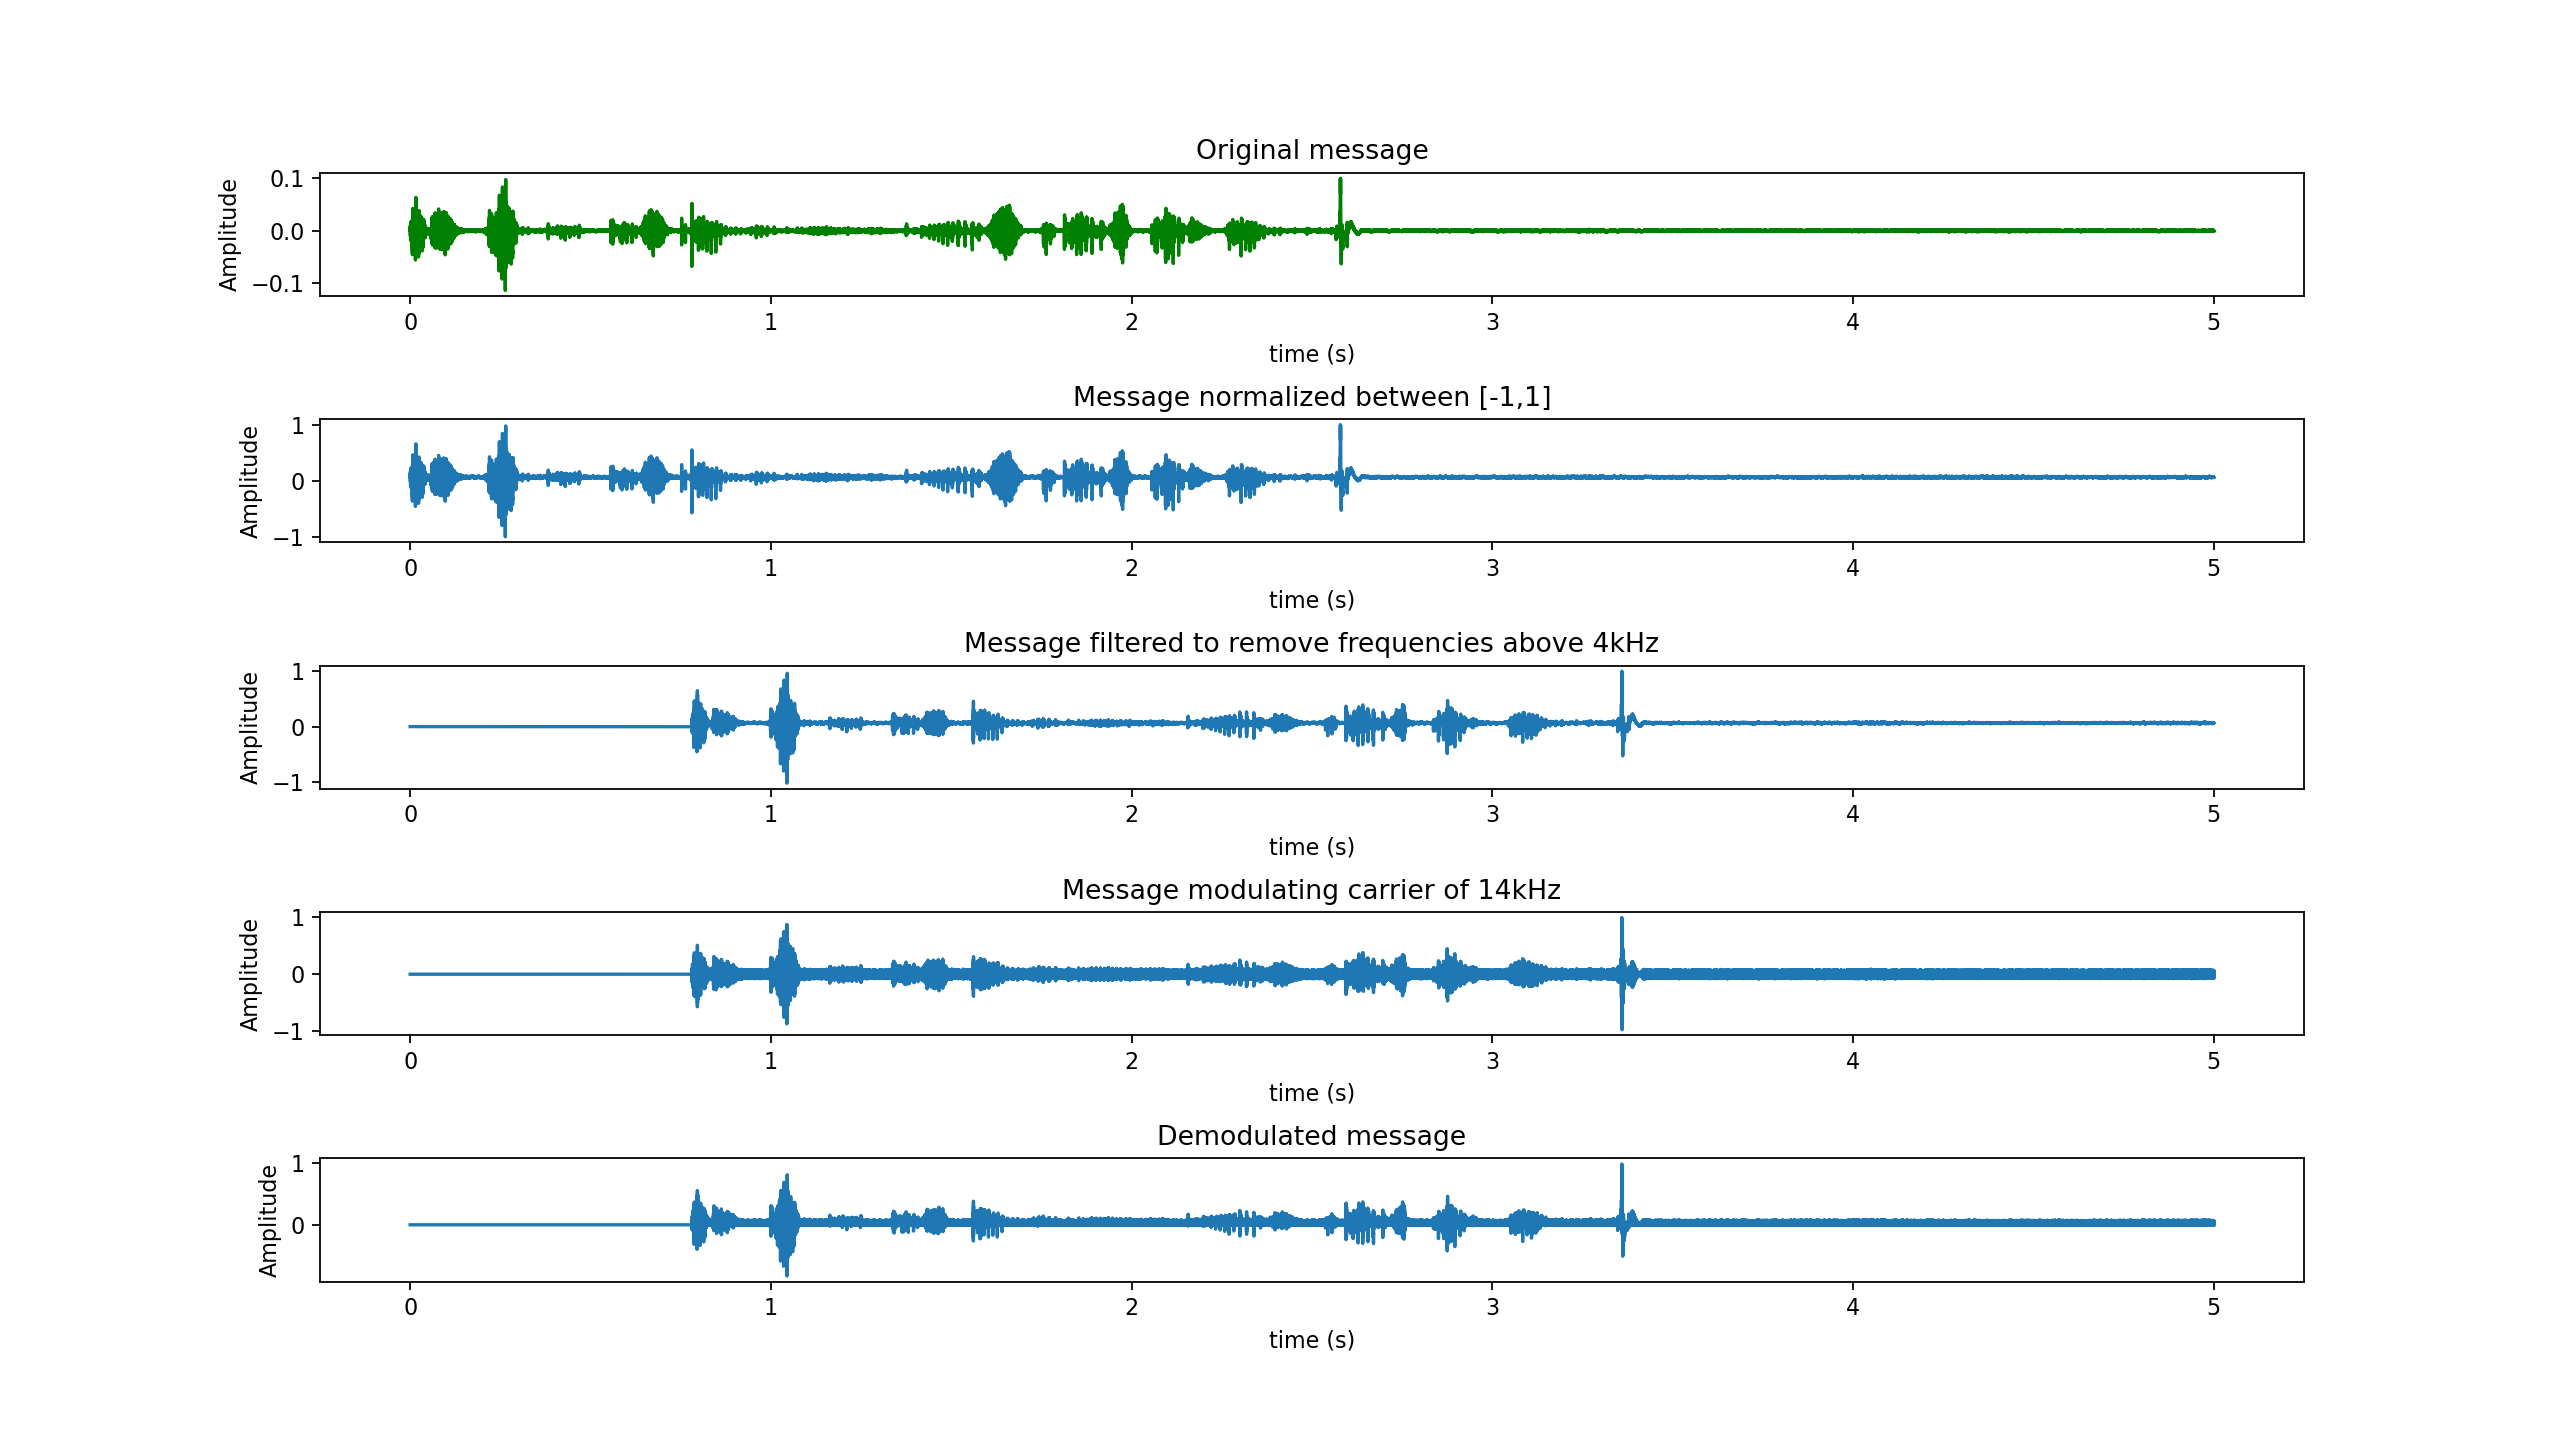 Original message
Amplitude
0.1
0.0
−0.1
0 1 2 3 4 5
time (s)
Message normalized between [-1,1]
Amplitude
1
0
−1
0 1 2 3 4 5
time (s)
Message filtered to remove frequencies above 4kHz
Amplitude
1
0
−1
0 1 2 3 4 5
time (s)
Message modulating carrier of 14kHz
Amplitude
1
0
−1
0 1 2 3 4 5
time (s)
Demodulated message
Amplitude
1
0
0 1 2 3 4 5
time (s)